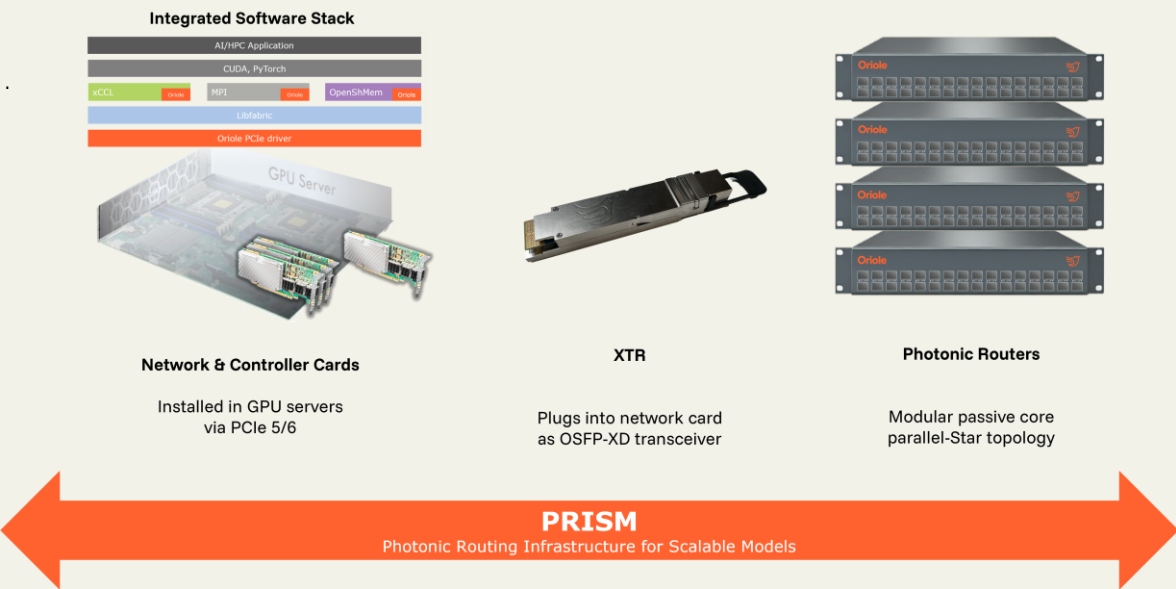 Integrated Software Stack
AI/HPC Application
CUDA, PyTorch
xCCL Oriole MPI Oriole OpenShMem Oriole
Libfabric
Oriole PCIe driver
GPU Server
Network & Controller Cards
Installed in GPU servers
via PCIe 5/6
XTR
Plugs into network card
as OSFP-XD transceiver
Oriole
Oriole
Oriole
Oriole
Photonic Routers
Modular passive core
parallel-Star topology
PRISM
Photonic Routing Infrastructure for Scalable Models